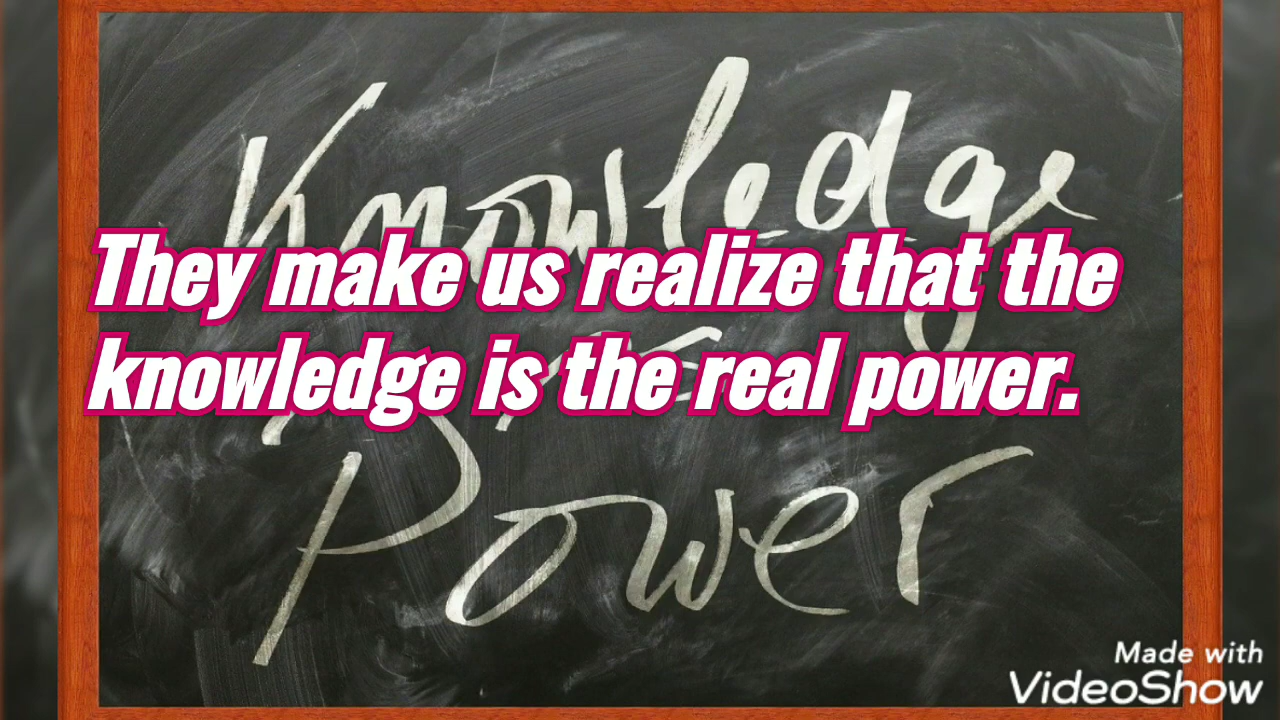 Knowledge
They make us realize that the
knowledge is the real power.
Power
Made with
VideoShow